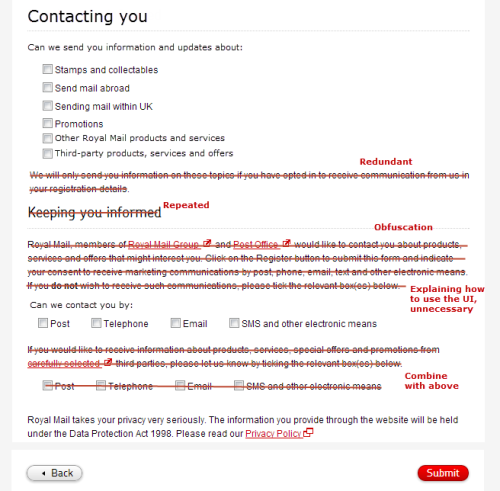 Contacting you
Can we send you information and updates about:
Stamps and collectables
Send mail abroad
Sending mail within UK
Promotions
Other Royal Mail products and services
Third-party products, services and offers
Redundant
We will only send you information on these topics if you have opted in to receive communication from us in
your registration details.
Keeping you informed Repeated
Obfuscation
Royal Mail, members of Royal Mail Group and Post Office would like to contact you about products,
services and offers that might interest you. Click on the Register button to submit this form and indicate
your consent to receive marketing communications by post, phone, email, text and other electronic means.
If you do not wish to receive such communications, please tick the relevant box(es) below.
Explaining how
to use the UI,
unnecessary
Can we contact you by:
Post Telephone Email SMS and other electronic means
If you would like to receive information about products, services, special offers and promotions from
carefully selected third parties, please let us know by ticking the relevant box(es) below.
Post Telephone Email SMS and other electronic means
Combine
with above
Royal Mail takes your privacy very seriously. The information you provide through the website will be held
under the Data Protection Act 1998. Please read our Privacy Policy
Back Submit